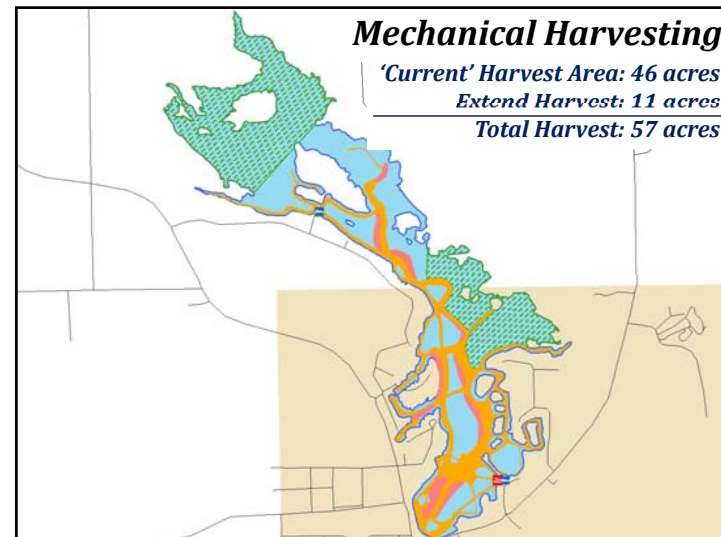 Mechanical Harvesting
‘Current’ Harvest Area: 46 acres
Extend Harvest: 11 acres
Total Harvest: 57 acres